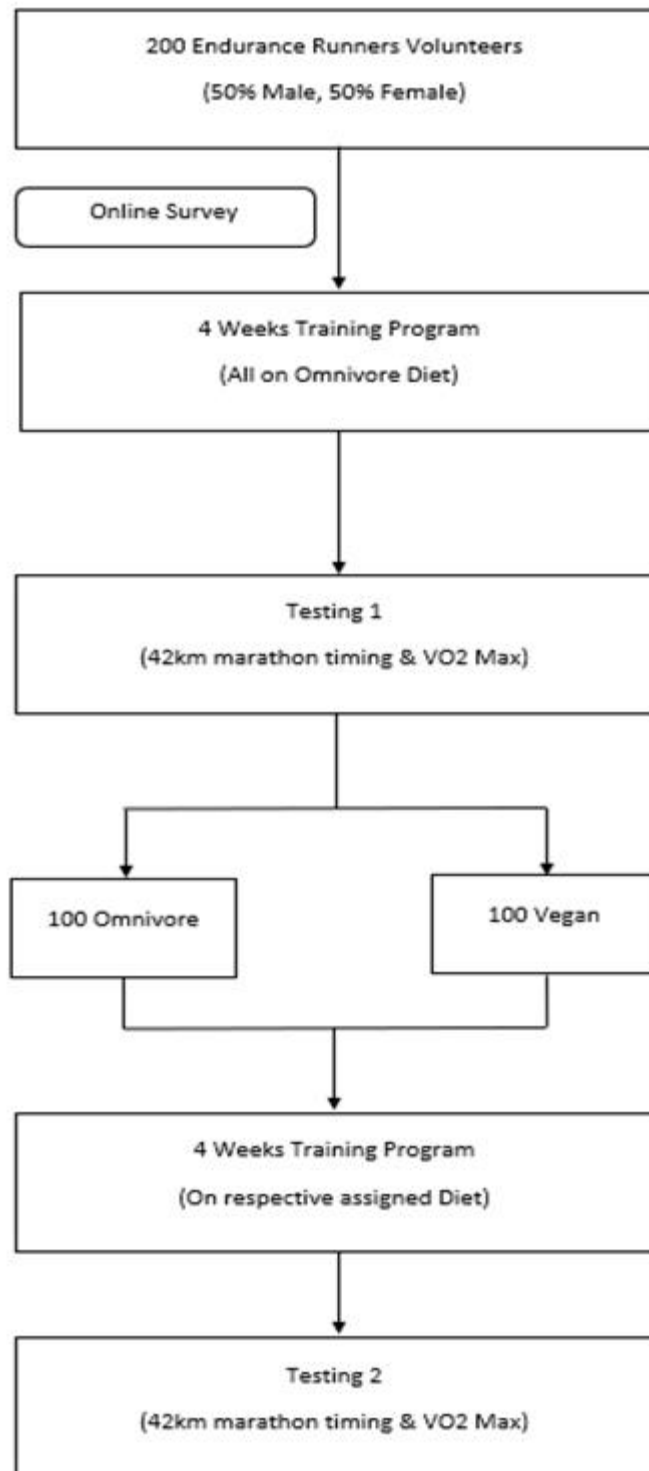 200 Endurance Runners Volunteers
(50% Male, 50% Female)
Online Survey
4 Weeks Training Program
(All on Omnivore Diet)
Testing 1
(42km marathon timing & VO2 Max)
100 Omnivore
100 Vegan
4 Weeks Training Program
(On respective assigned Diet)
Testing 2
(42km marathon timing & VO2 Max)